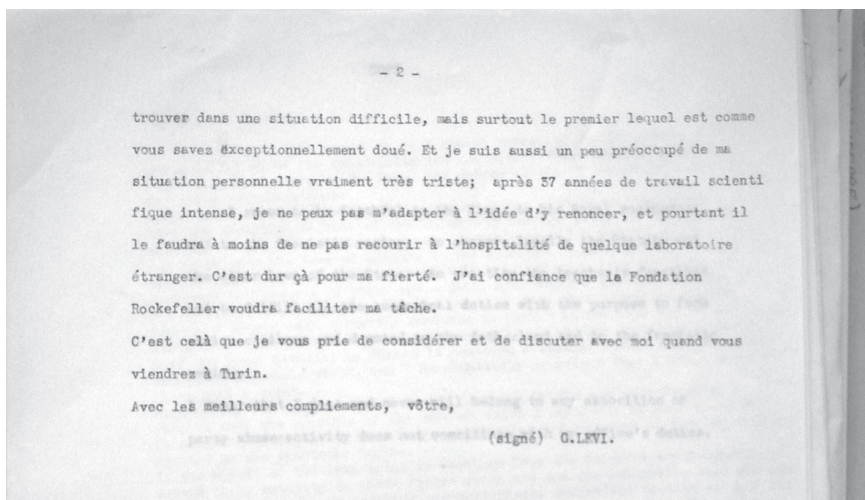 - 2 -
trouver dans une situation difficile, mais surtout le premier lequel est comme
vous savez exceptionnellement doué. Et je suis aussi un peu préoccupé de ma
situation personnelle vraiment très triste; après 37 années de travail scienti
fique intense, je ne peux pas m'adapter à l'idée d'y renoncer, et pourtant il
le faudra à moins de ne pas recourir à l'hospitalité de quelque laboratoire
étranger. C'est dur çà pour ma fierté. J'ai confiance que la Fondation
Rockefeller voudra faciliter ma tâche.
C'est celà que je vous prie de considérer et de discuter avec moi quand vous
viendrez à Turin.
Avec les meilleurs compliements, vôtre,
(signé) G.LEVI.